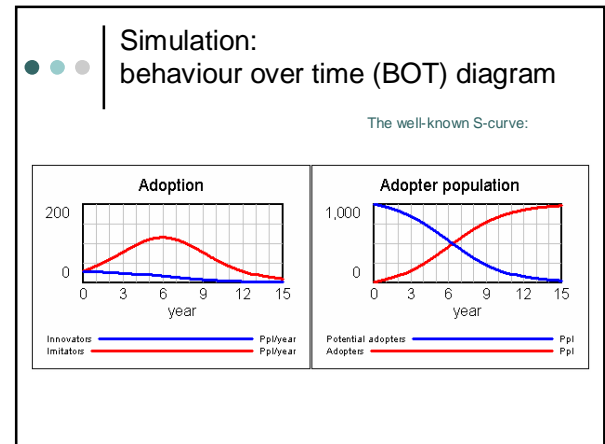 Simulation:
behaviour over time (BOT) diagram
The well-known S-curve:
Adoption
200
0
0 3 6 9 12 15
year
Innovators Ppl/year
Imitators Ppl/year
Adopter population
1,000
0
0 3 6 9 12 15
year
Potential adopters Ppl
Adopters Ppl